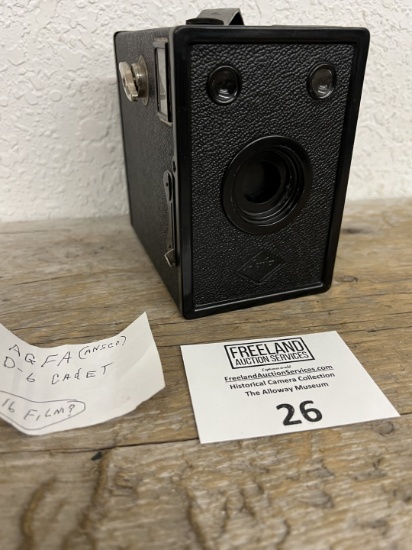 AGFA (ANSCO)
D-6 CADET
16 FILM?
FREELAND
AUCTION SERVICES
FreelandAuctionServices.com
Historical Camera Collection
The Alloway Museum
26